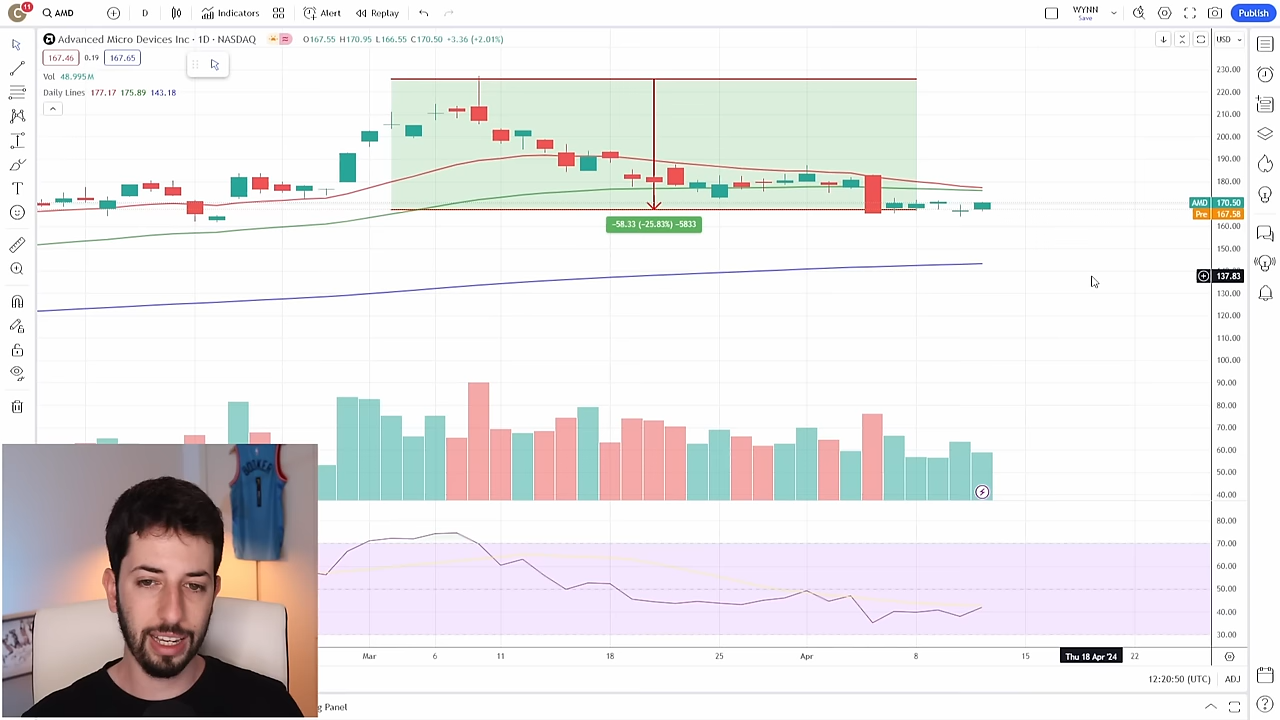 C 11 AMD D Indicators Alert Replay WYNN Save Publish
Advanced Micro Devices Inc · 1D · NASDAQ O167.55 H170.95 L166.55 C170.50 +3.36 (+2.01%) USD
167.46 0.19 167.65
Vol 48.995M
Daily Lines 177.17 175.89 143.18
230.00
220.00
210.00
200.00
190.00
180.00
AMD 170.50
Pre 167.58
160.00
-58.33 (-25.83%) -5833
150.00
137.83
130.00
120.00
110.00
100.00
90.00
80.00
70.00
60.00
50.00
40.00
BOOKER
1
80.00
70.00
60.00
50.00
40.00
30.00
Mar 6 11 18 25 Apr 8 15 Thu 18 Apr '24 22
12:20:50 (UTC) ADJ
g Panel